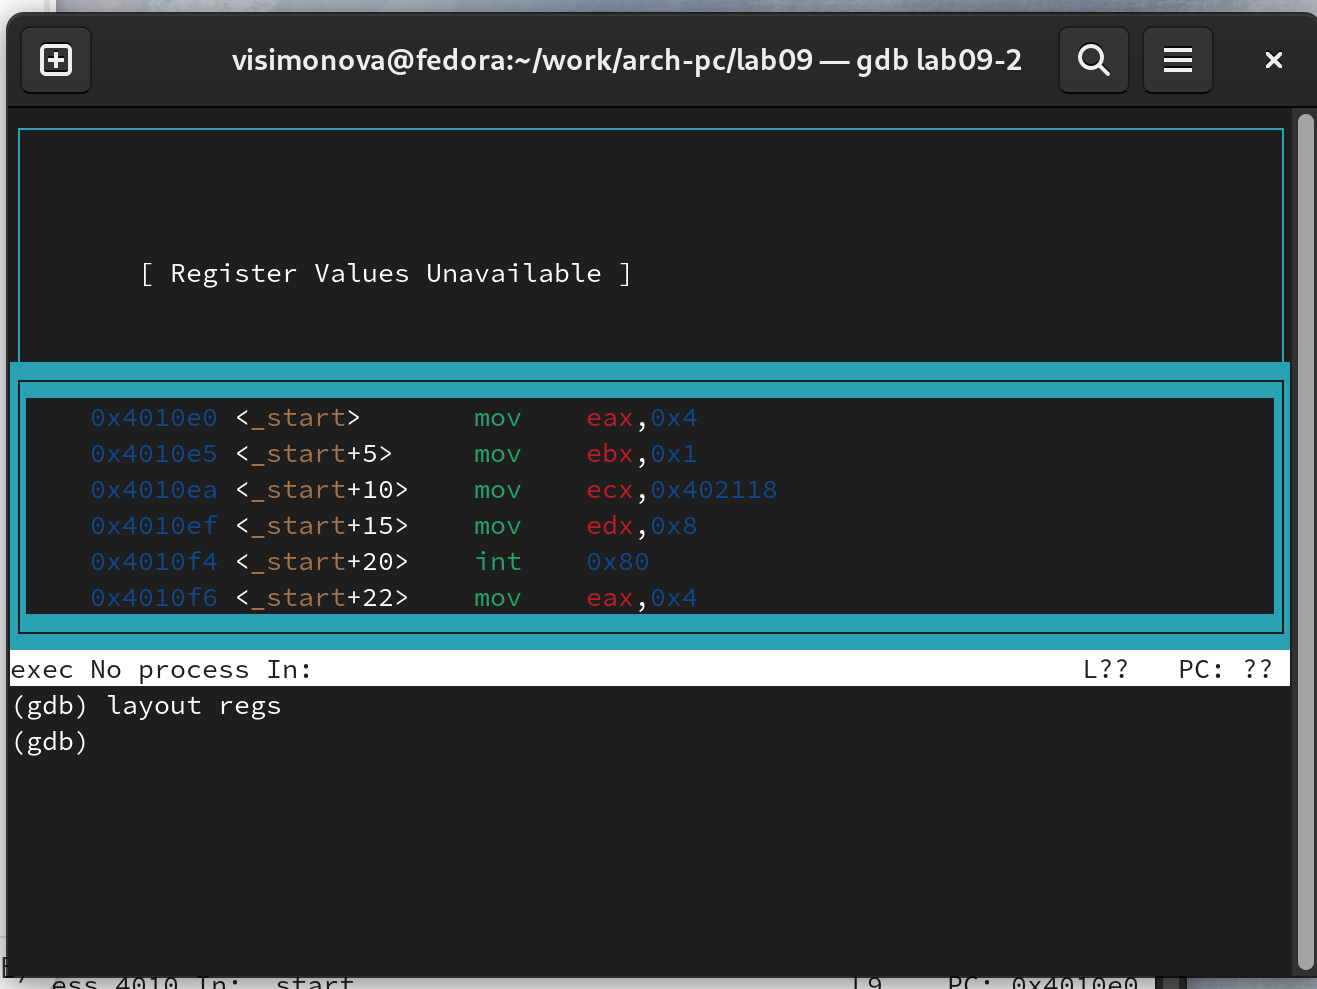 visimonova@fedora:~/work/arch-pc/lab09 — gdb lab09-2
[ Register Values Unavailable ]
0x4010e0 <_start> mov eax,0x4
0x4010e5 <_start+5> mov ebx,0x1
0x4010ea <_start+10> mov ecx,0x402118
0x4010ef <_start+15> mov edx,0x8
0x4010f4 <_start+20> int 0x80
0x4010f6 <_start+22> mov eax,0x4
exec No process In: L?? PC: ??
(gdb) layout regs
(gdb)
ess 4010 In: _start L9 PC: 0x4010e0